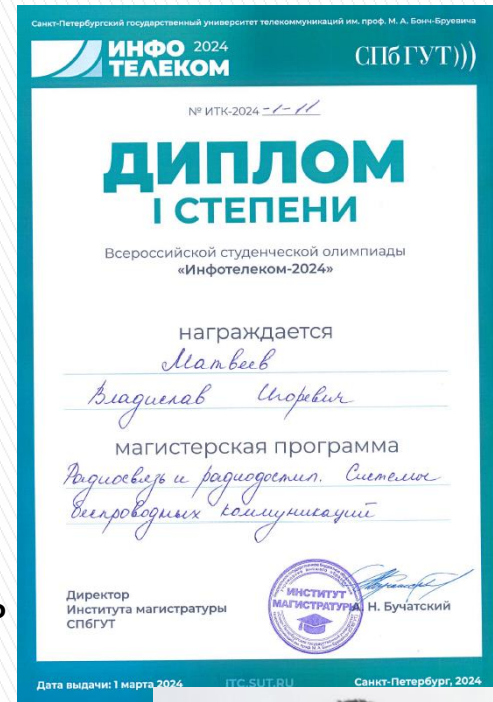 Санкт-Петербургский государственный университет телекоммуникаций им. проф. М. А. Бонч-Бруевича
ИНФО 2024
ТЕЛЕКОМ
СПбГУТ)))
№ ИТК-2024 -1-11
ДИПЛОМ
I СТЕПЕНИ
Всероссийской студенческой олимпиады
«Инфотелеком-2024»
награждается
Матвеев
Владислав Игоревич
магистерская программа
Радиосвязь и радиодоступ. Системы
беспроводных коммуникаций
Директор
Института магистратуры
СПбГУТ
ИНСТИТУТ
МАГИСТРАТУРЫ
Н. Бучатский
Дата выдачи: 1 марта 2024
ITC.SUT.RU
Санкт-Петербург, 2024